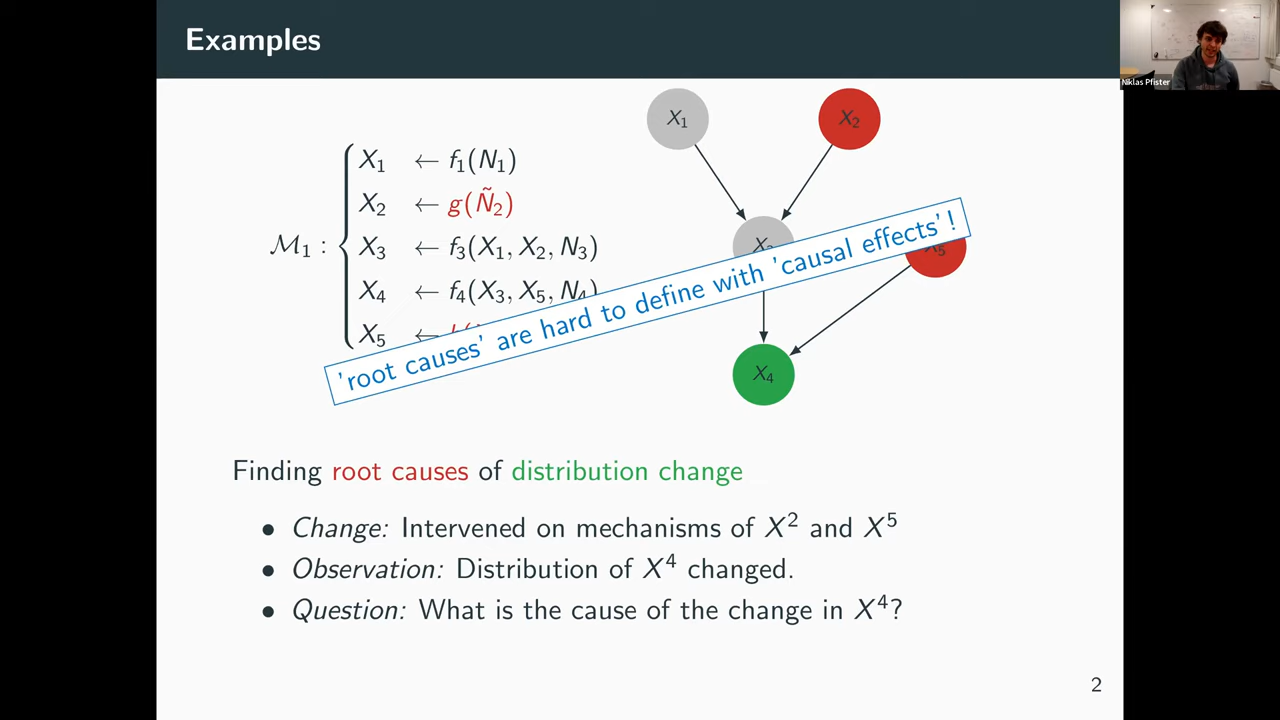 Examples
Niklas Pfister
X₁
X₂
M₁ :
X₁ ← f₁(N₁)
X₂ ← g(Ñ₂)
X₃ ← f₃(X₁, X₂, N₃)
X₄ ← f₄(X₃, X₅, N₄)
X₅ ←
'root causes' are hard to define with 'causal effects'!
X₄
Finding root causes of distribution change
• Change: Intervened on mechanisms of X² and X⁵
• Observation: Distribution of X⁴ changed.
• Question: What is the cause of the change in X⁴?
2